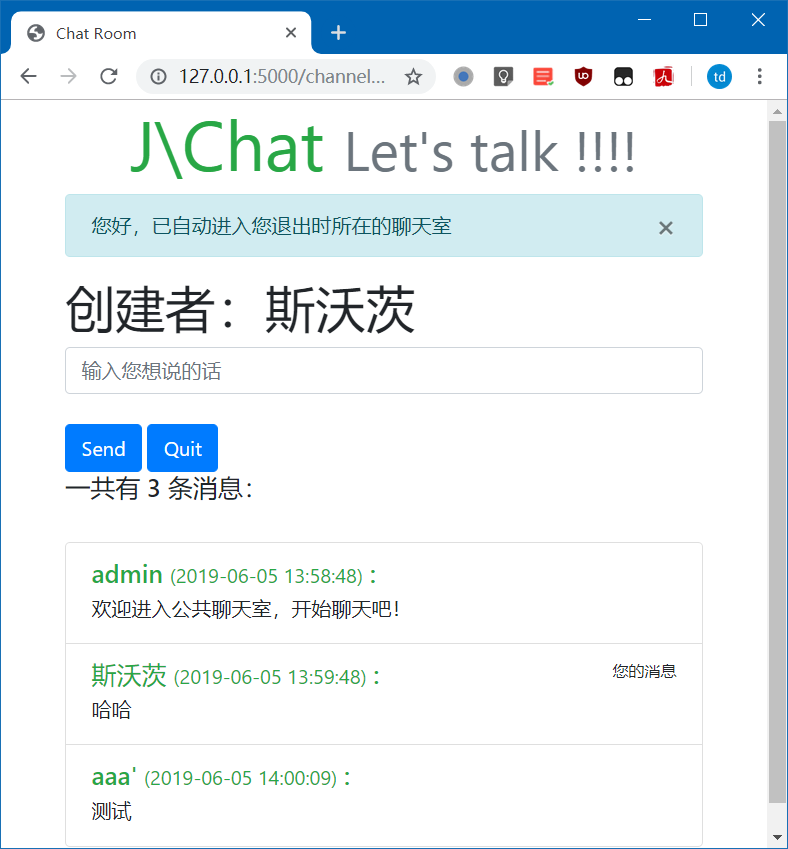 Chat Room
127.0.0.1:5000/channel...
td
J\Chat Let's talk !!!!
您好，已自动进入您退出时所在的聊天室 ×
创建者：斯沃茨
输入您想说的话
Send Quit
一共有 3 条消息：
admin (2019-06-05 13:58:48)：
欢迎进入公共聊天室，开始聊天吧！
斯沃茨 (2019-06-05 13:59:48)： 您的消息
哈哈
aaa' (2019-06-05 14:00:09)：
测试